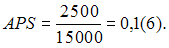 APS = 2500/15000 = 0,1(6).